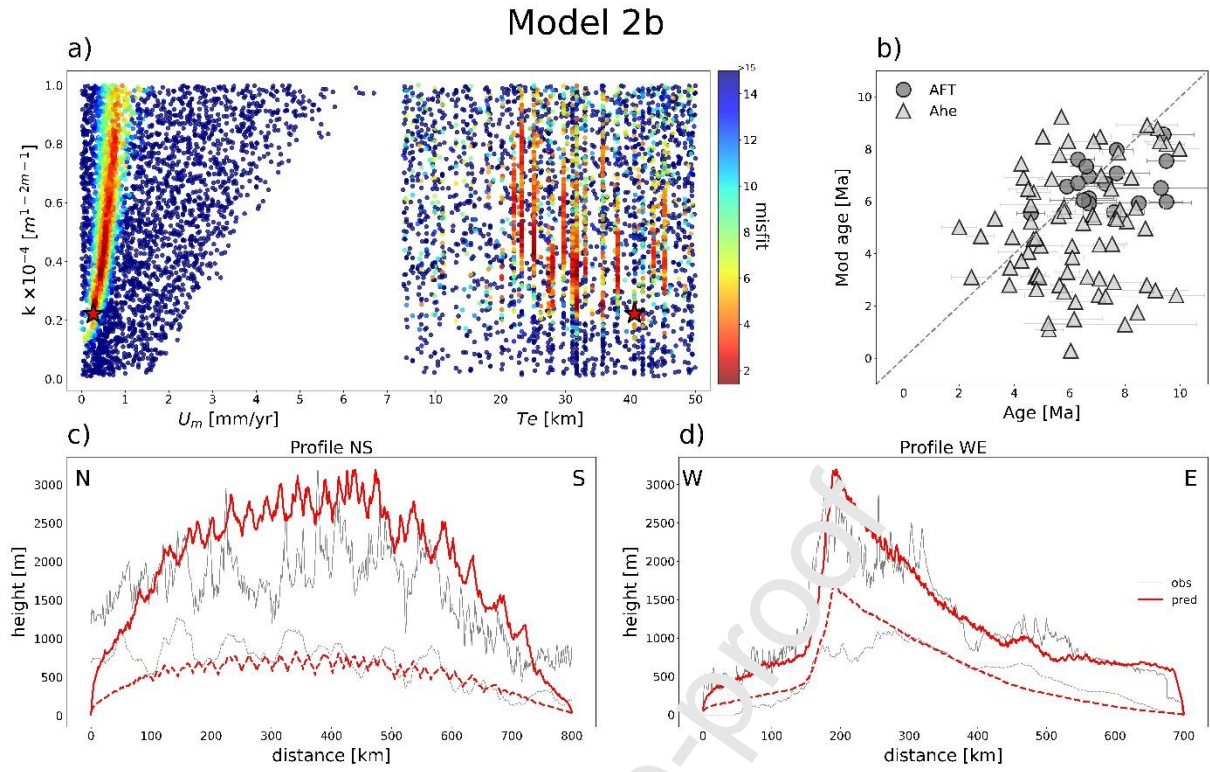 Model 2b
a)
b)
k ×10⁻⁴ [m¹⁻²ᵐ⁻¹]
1.0
0.8
0.6
0.4
0.2
0.0
0 1 2 3 4 5 6 7
U_m [mm/yr]
10 20 30 40 50
Te [km]
>15
14
12
10
8
6
4
2
misfit
AFT
Ahe
Mod age [Ma]
10
8
6
4
2
0
0 2 4 6 8 10
Age [Ma]
c)
Profile NS
N
S
height [m]
3000
2500
2000
1500
1000
500
0
0 100 200 300 400 500 600 700 800
distance [km]
d)
Profile WE
W
E
height [m]
3000
2500
2000
1500
1000
500
0
0 100 200 300 400 500 600 700
distance [km]
obs
pred
-proof